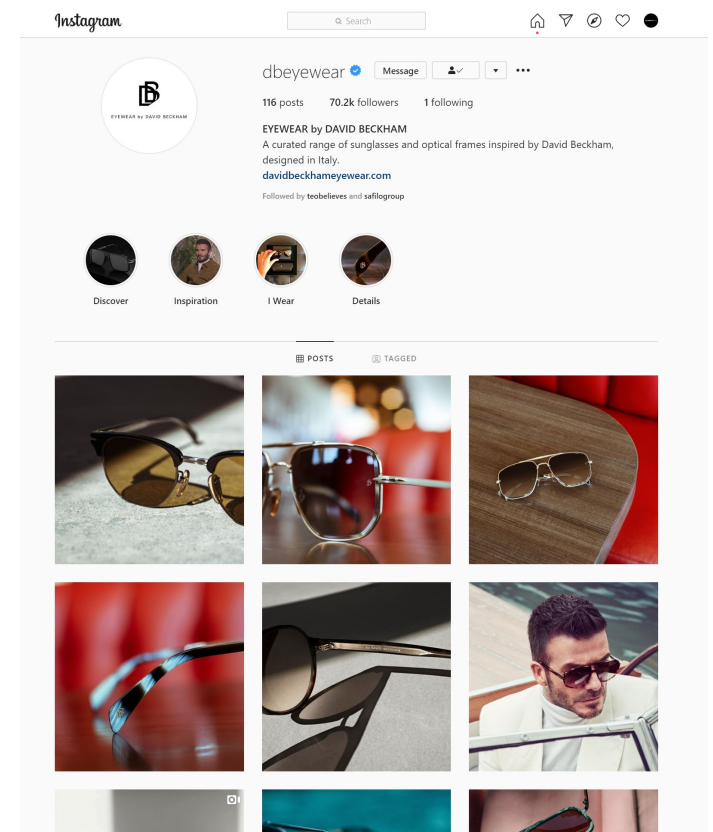 Instagram
Search
dbeyewear
Message
116 posts 70.2k followers 1 following
EYEWEAR by DAVID BECKHAM
EYEWEAR by DAVID BECKHAM
A curated range of sunglasses and optical frames inspired by David Beckham,
designed in Italy.
davidbeckhameyewear.com
Followed by teobelieves and safilogroup
Discover Inspiration I Wear Details
POSTS TAGGED